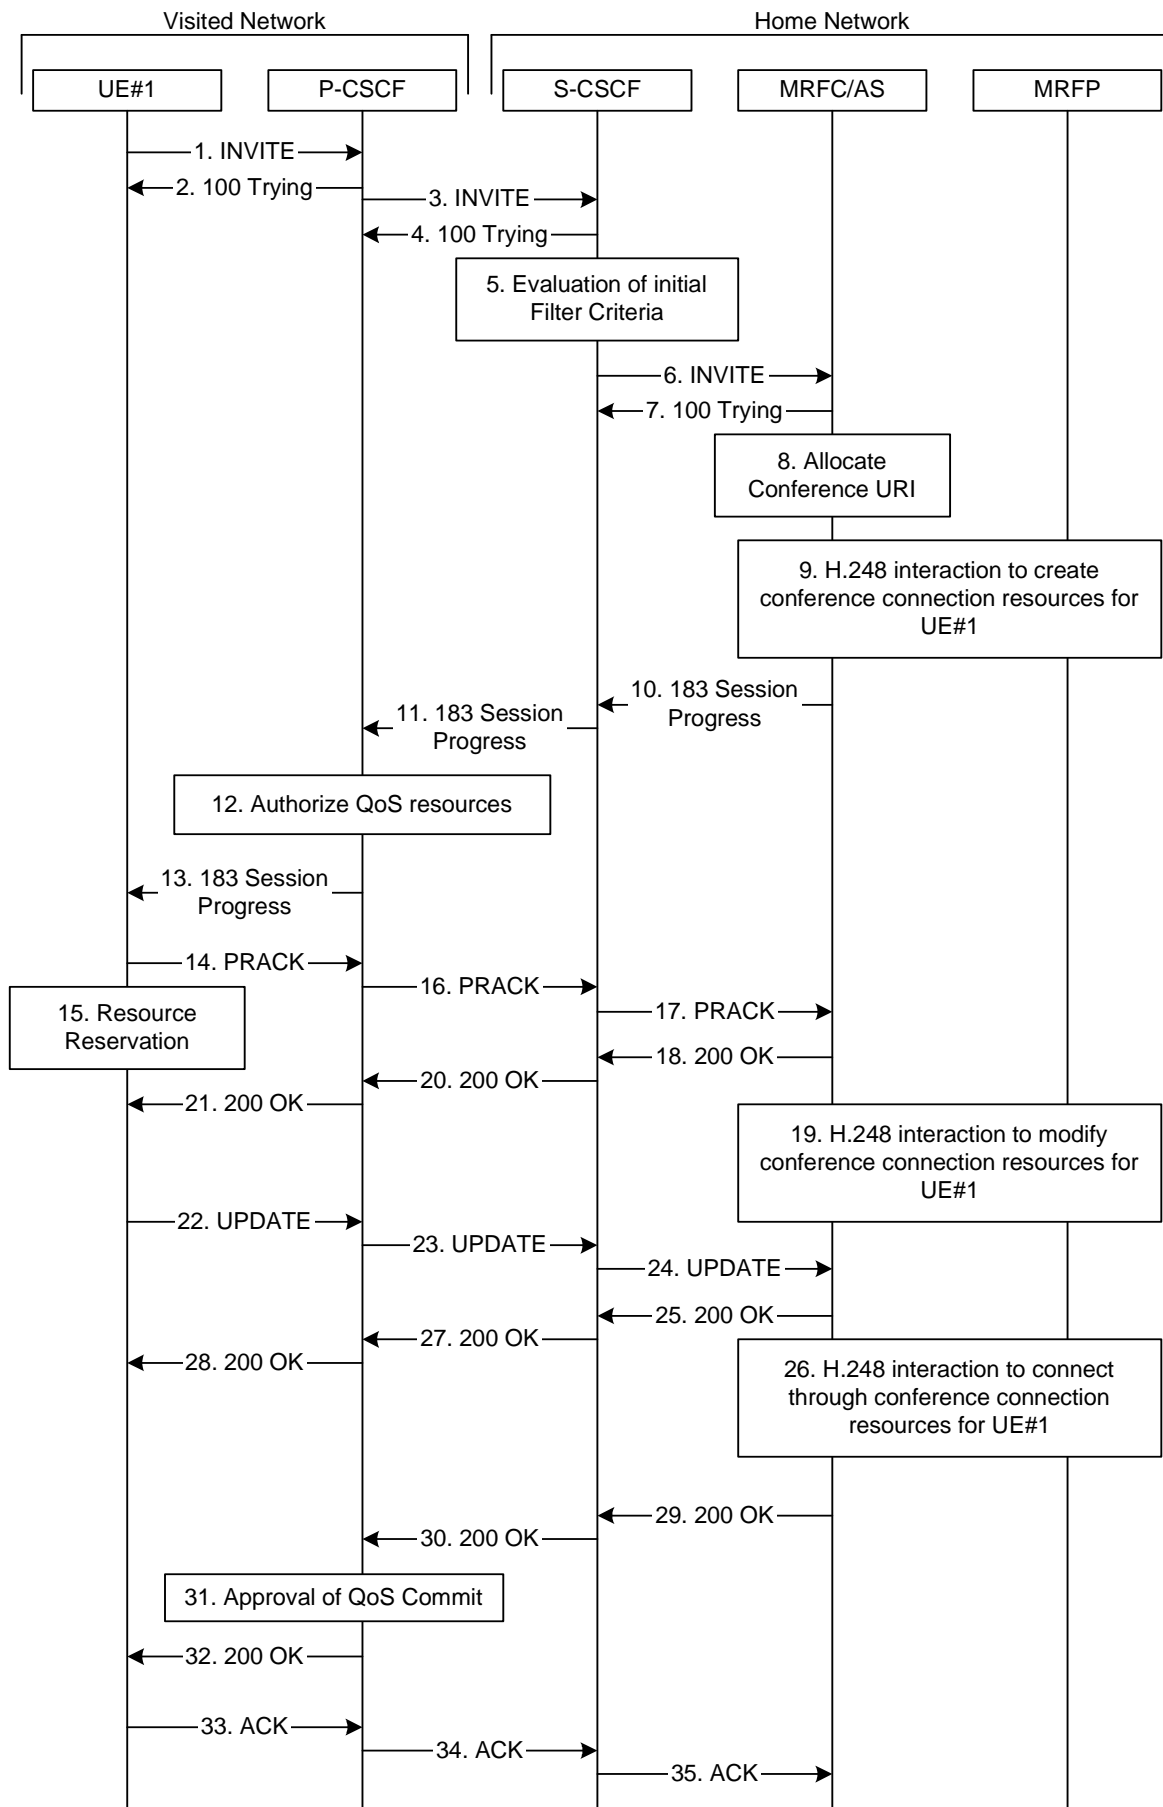 Visited Network
Home Network
UE#1
P-CSCF
S-CSCF
MRFC/AS
MRFP
1. INVITE
2. 100 Trying
3. INVITE
4. 100 Trying
5. Evaluation of initial
Filter Criteria
6. INVITE
7. 100 Trying
8. Allocate
Conference URI
9. H.248 interaction to create
conference connection resources for
UE#1
10. 183 Session
Progress
11. 183 Session
Progress
12. Authorize QoS resources
13. 183 Session
Progress
14. PRACK
15. Resource
Reservation
16. PRACK
17. PRACK
18. 200 OK
20. 200 OK
21. 200 OK
19. H.248 interaction to modify
conference connection resources for
UE#1
22. UPDATE
23. UPDATE
24. UPDATE
25. 200 OK
27. 200 OK
28. 200 OK
26. H.248 interaction to connect
through conference connection
resources for UE#1
29. 200 OK
30. 200 OK
31. Approval of QoS Commit
32. 200 OK
33. ACK
34. ACK
35. ACK